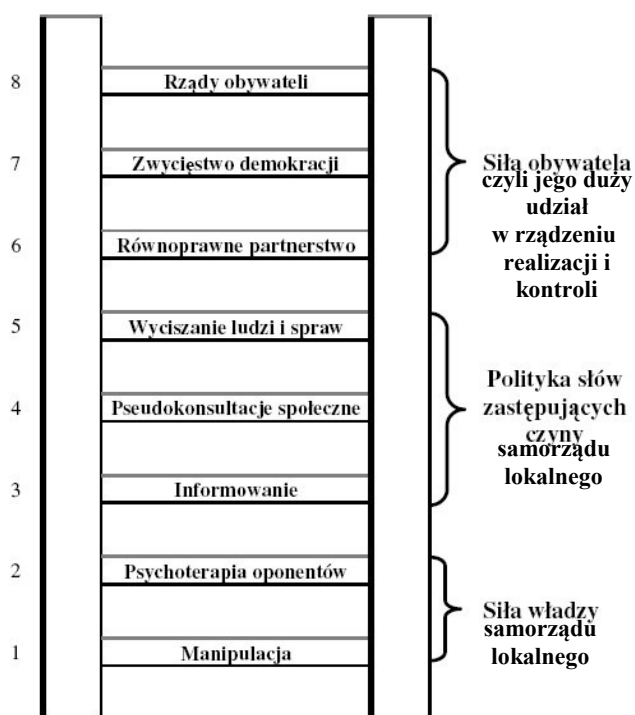 8
Rządy obywateli
7
Zwycięstwo demokracji
6
Równoprawne partnerstwo
Siła obywatela
czyli jego duży
udział
w rządzeniu
realizacji i
kontroli
5
Wyciszanie ludzi i spraw
4
Pseudokonsultacje społeczne
3
Informowanie
Polityka słów
zastępujących
czyny
samorządu
lokalnego
2
Psychoterapia oponentów
1
Manipulacja
Siła władzy
samorządu
lokalnego